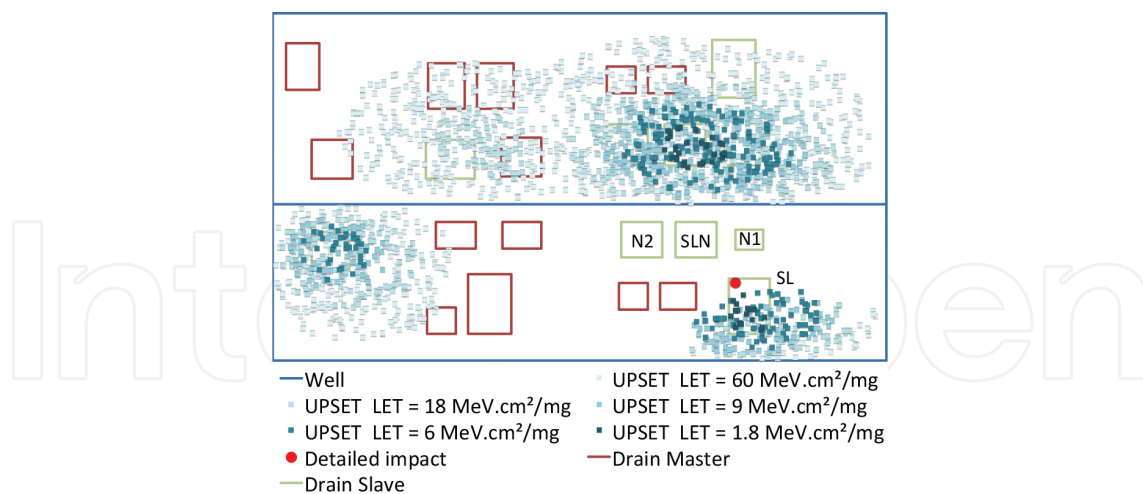 N2 SLN N1
SL
Inte open
Well UPSET LET = 60 MeV.cm²/mg
UPSET LET = 18 MeV.cm²/mg UPSET LET = 9 MeV.cm²/mg
UPSET LET = 6 MeV.cm²/mg UPSET LET = 1.8 MeV.cm²/mg
Detailed impact Drain Master
Drain Slave